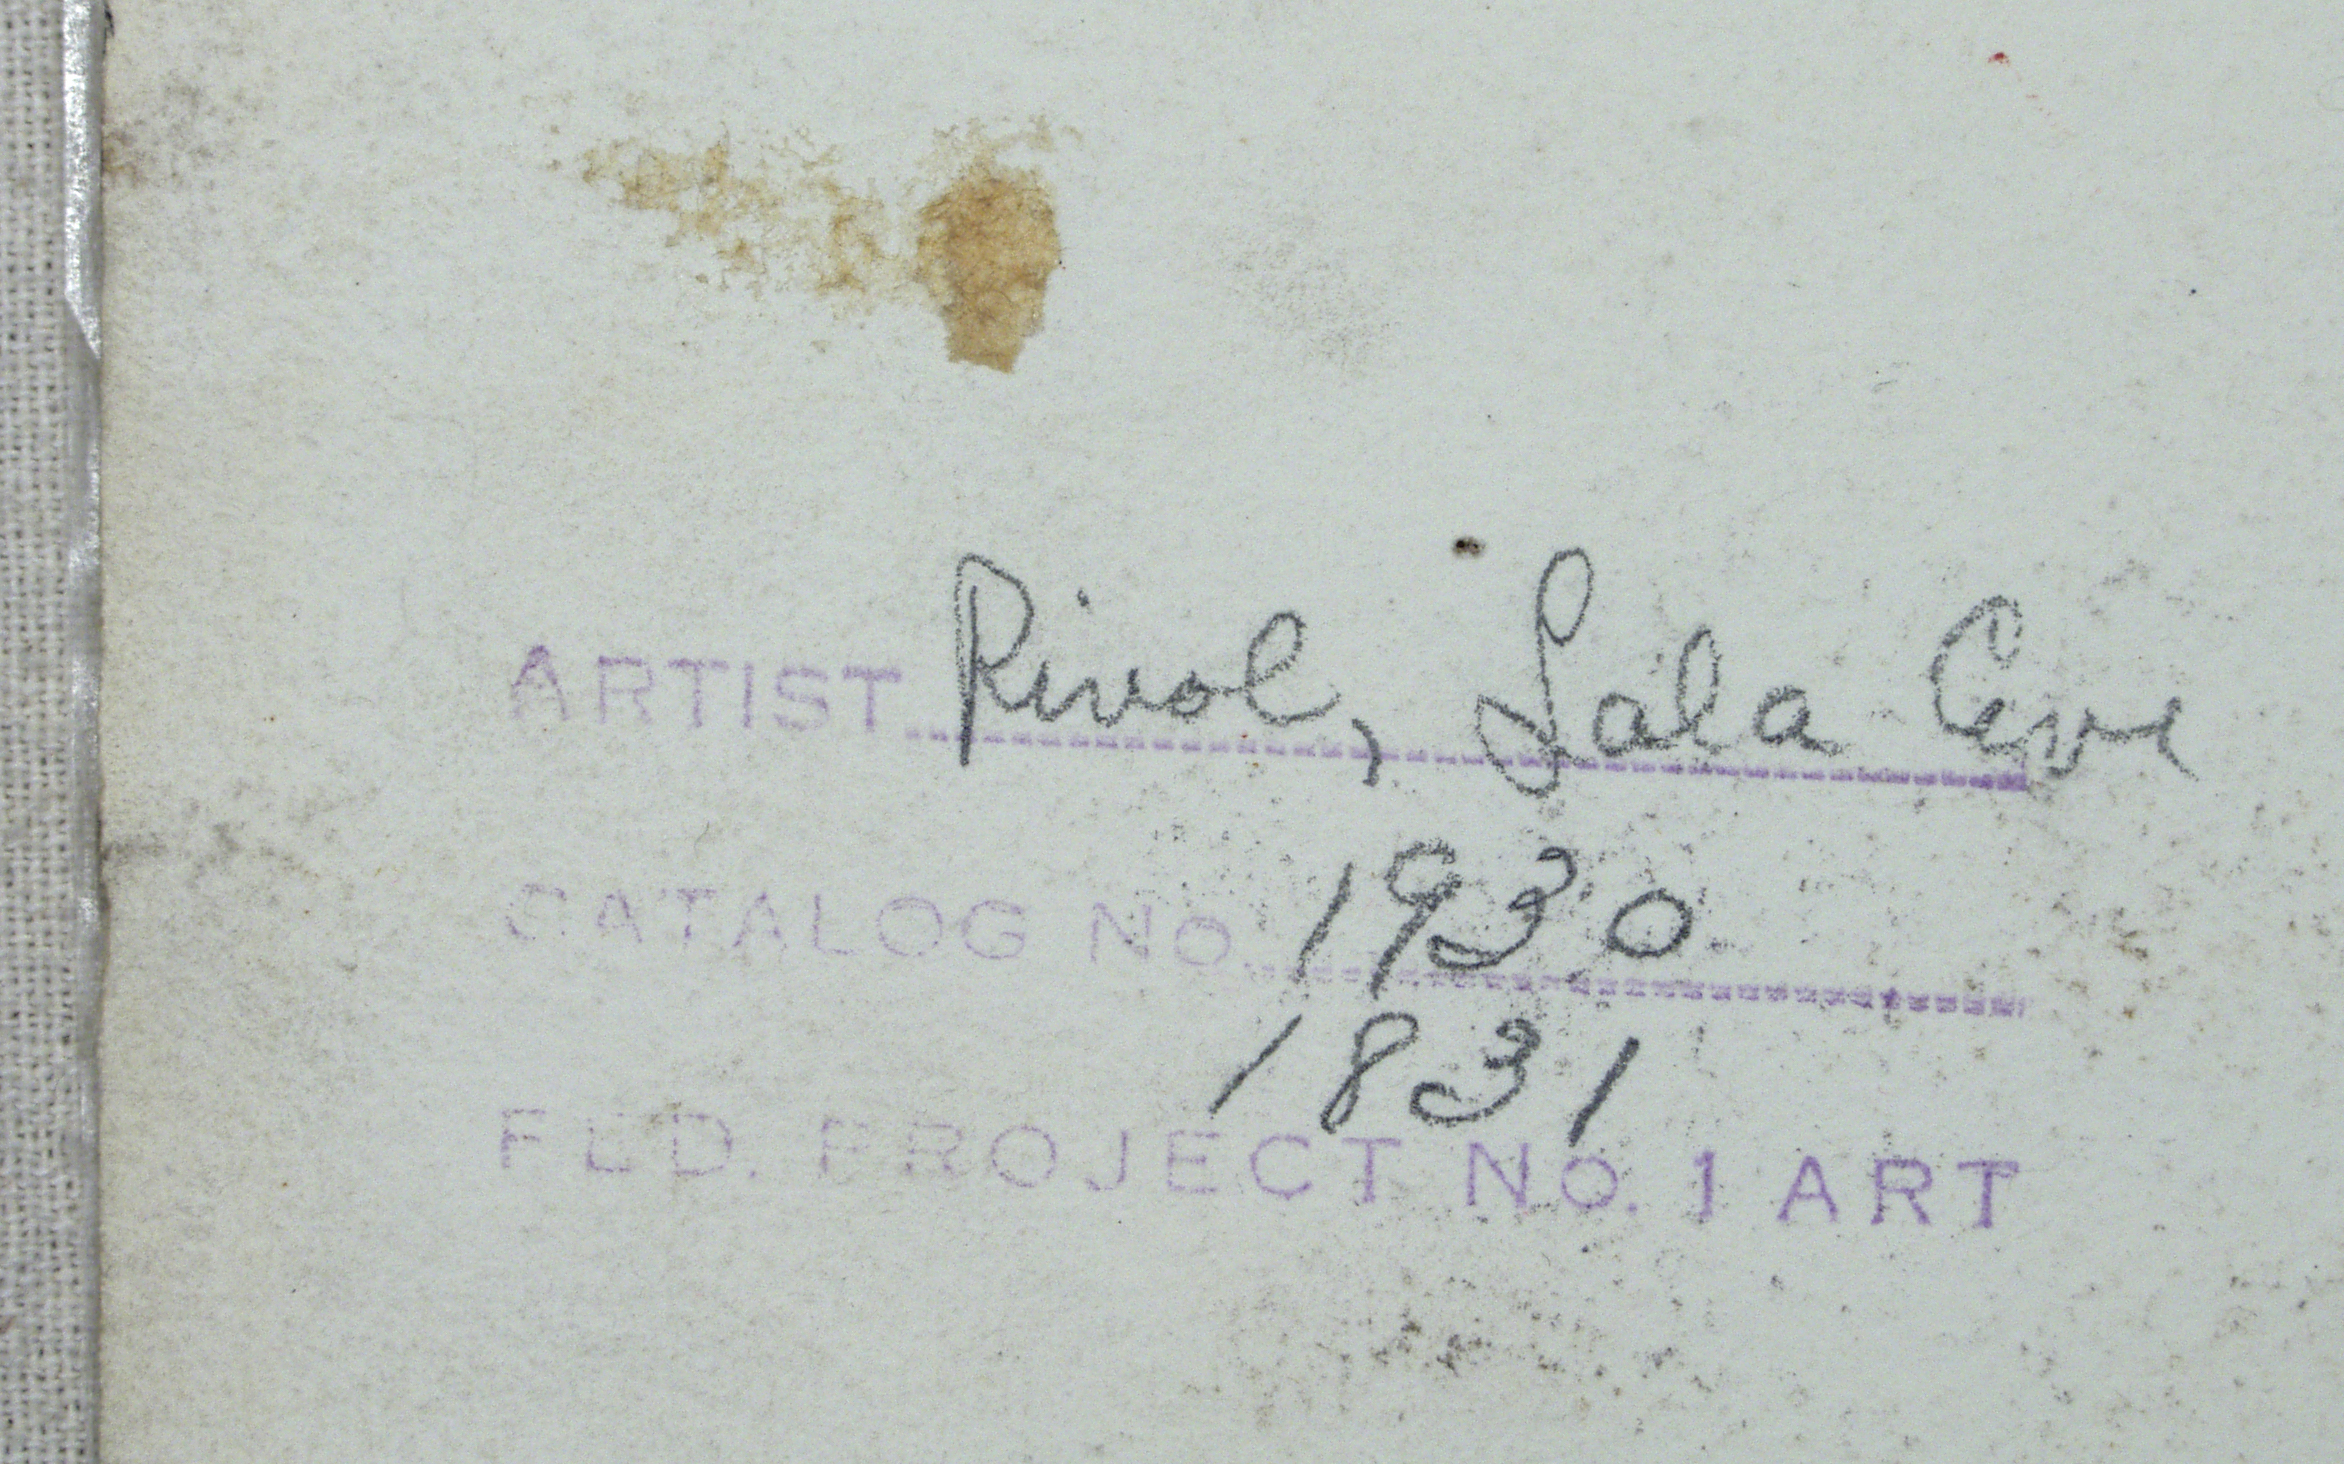 ARTIST Rivol, Lala Eve
CATALOG NO. 1930
1831
FED. PROJECT NO. 1 ART